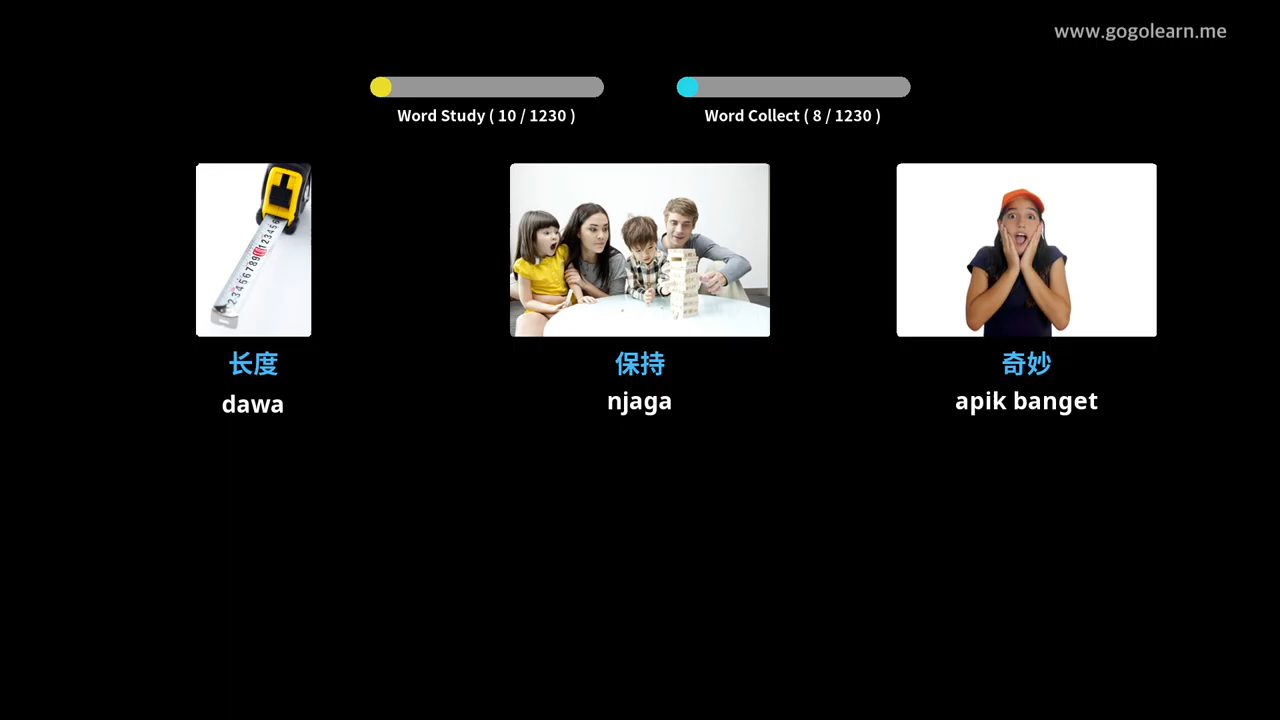 www.gogolearn.me
Word Study ( 10 / 1230 )
Word Collect ( 8 / 1230 )
长度
dawa
保持
njaga
奇妙
apik banget